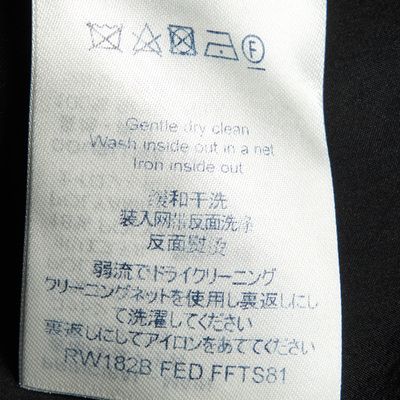 F
Gentle dry clean
Wash inside out in a net
Iron inside out
缓和干洗
装入网兜反面洗涤
反面熨烫
弱流でドライクリーニング
クリーニングネットを使用し裏返しにし
て洗濯してください
裏返しにしてアイロンをあててください
RW182B FED FFTS81